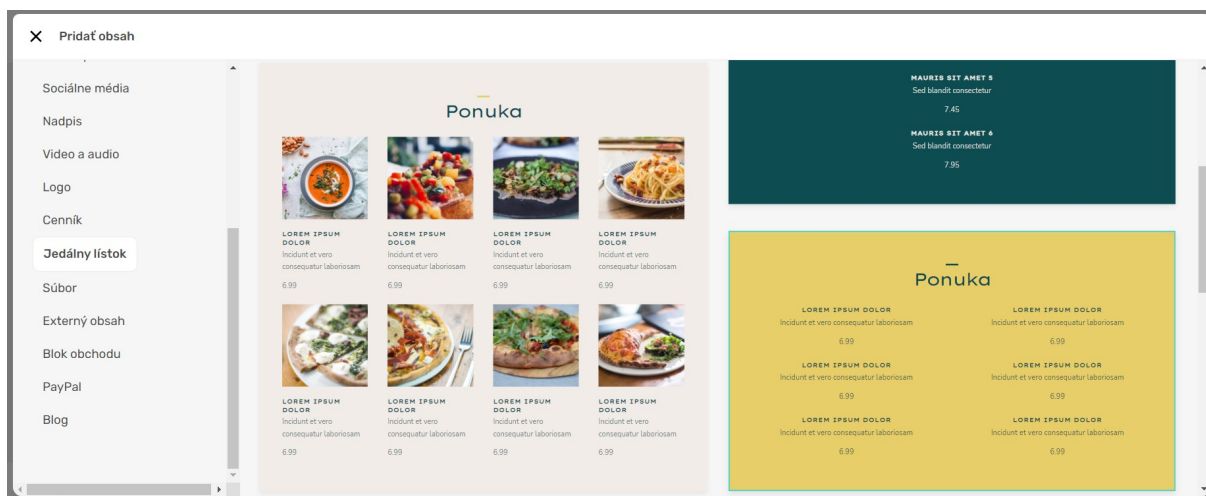 Pridať obsah
Sociálne média
Nadpis
Video a audio
Logo
Cenník
Jedálny lístok
Súbor
Externý obsah
Blok obchodu
PayPal
Blog
Ponuka
LOREM IPSUM DOLOR
Incidunt et vero
consequatur laboriosam
6.99
LOREM IPSUM DOLOR
Incidunt et vero
consequatur laboriosam
6.99
LOREM IPSUM DOLOR
Incidunt et vero
consequatur laboriosam
6.99
LOREM IPSUM DOLOR
Incidunt et vero
consequatur laboriosam
6.99
LOREM IPSUM DOLOR
Incidunt et vero
consequatur laboriosam
6.99
LOREM IPSUM DOLOR
Incidunt et vero
consequatur laboriosam
6.99
LOREM IPSUM DOLOR
Incidunt et vero
consequatur laboriosam
6.99
LOREM IPSUM DOLOR
Incidunt et vero
consequatur laboriosam
6.99
MAURIS SIT AMET 5
Sed blandit consectetur
7.45
MAURIS SIT AMET 6
Sed blandit consectetur
7.95
Ponuka
LOREM IPSUM DOLOR
Incidunt et vero consequatur laboriosam
6.99
LOREM IPSUM DOLOR
Incidunt et vero consequatur laboriosam
6.99
LOREM IPSUM DOLOR
Incidunt et vero consequatur laboriosam
6.99
LOREM IPSUM DOLOR
Incidunt et vero consequatur laboriosam
6.99
LOREM IPSUM DOLOR
Incidunt et vero consequatur laboriosam
6.99
LOREM IPSUM DOLOR
Incidunt et vero consequatur laboriosam
6.99